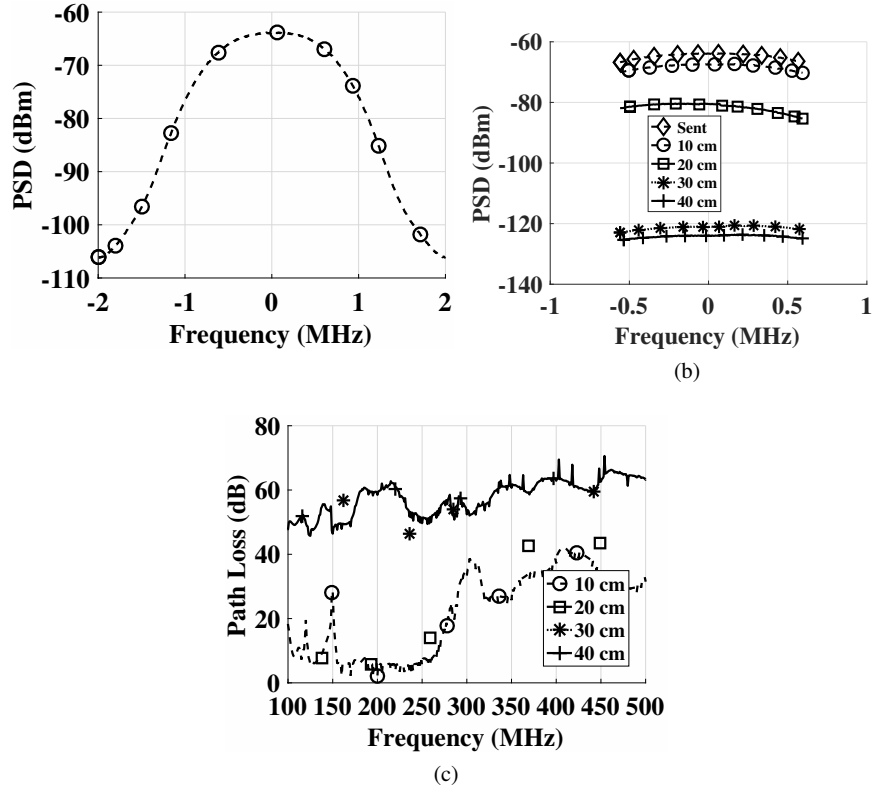 -60
-70
-80
-90
-100
-110
PSD (dBm)
-2 -1 0 1 2
Frequency (MHz)
-60
-80
-100
-120
-140
PSD (dBm)
Sent
10 cm
20 cm
30 cm
40 cm
-1 -0.5 0 0.5 1
Frequency (MHz)
(b)
80
60
40
20
0
Path Loss (dB)
10 cm
20 cm
30 cm
40 cm
100 150 200 250 300 350 400 450 500
Frequency (MHz)
(c)